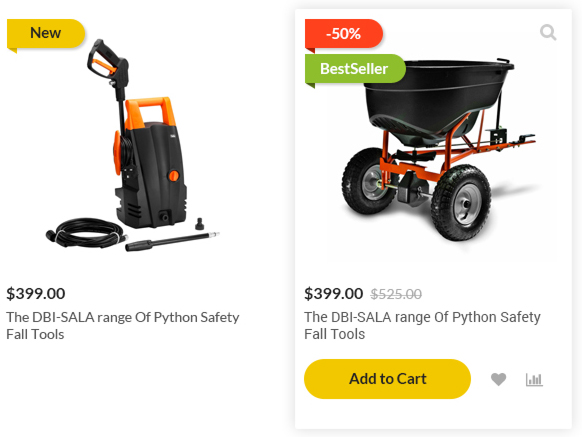 New
$399.00
The DBI-SALA range Of Python Safety
Fall Tools
-50%
BestSeller
$399.00 $525.00
The DBI-SALA range Of Python Safety
Fall Tools
Add to Cart